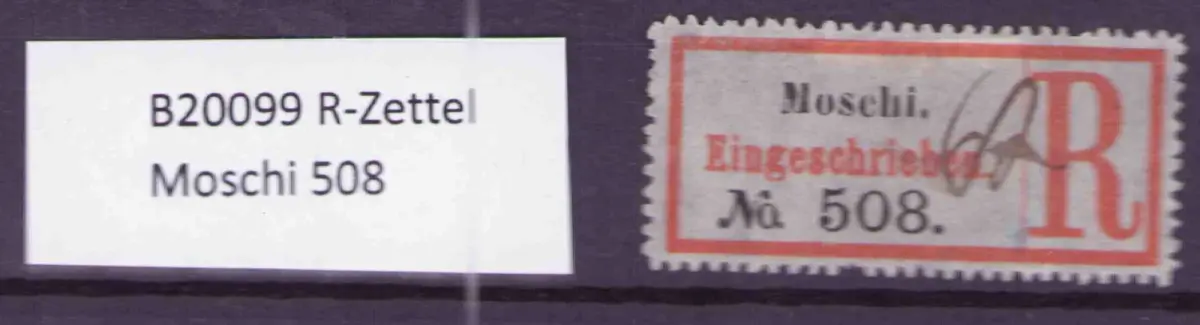 B20099 R-Zettel
Moschi 508
Moschi.
Eingeschrieben.
No. 508.
R